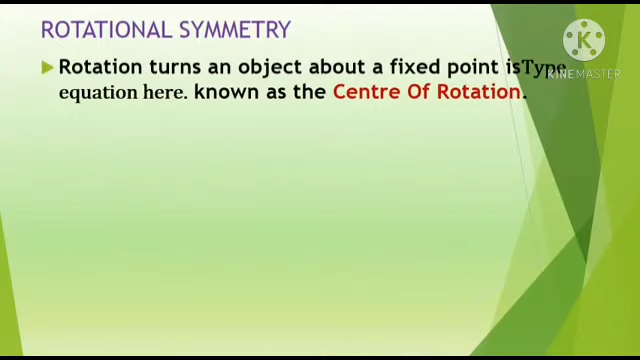 ROTATIONAL SYMMETRY
Rotation turns an object about a fixed point isType
equation here. known as the Centre Of Rotation.
K
KINEMASTER